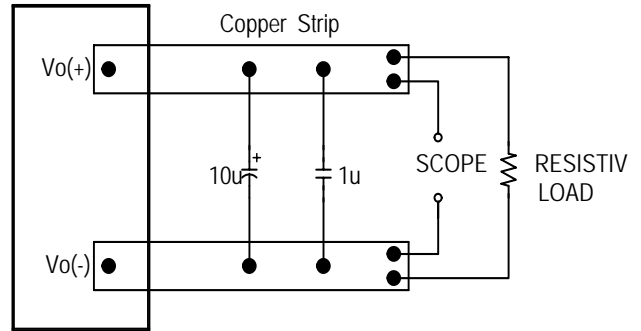 Copper Strip
Vo(+)
+
10u
1u
SCOPE
RESISTIV
LOAD
Vo(-)